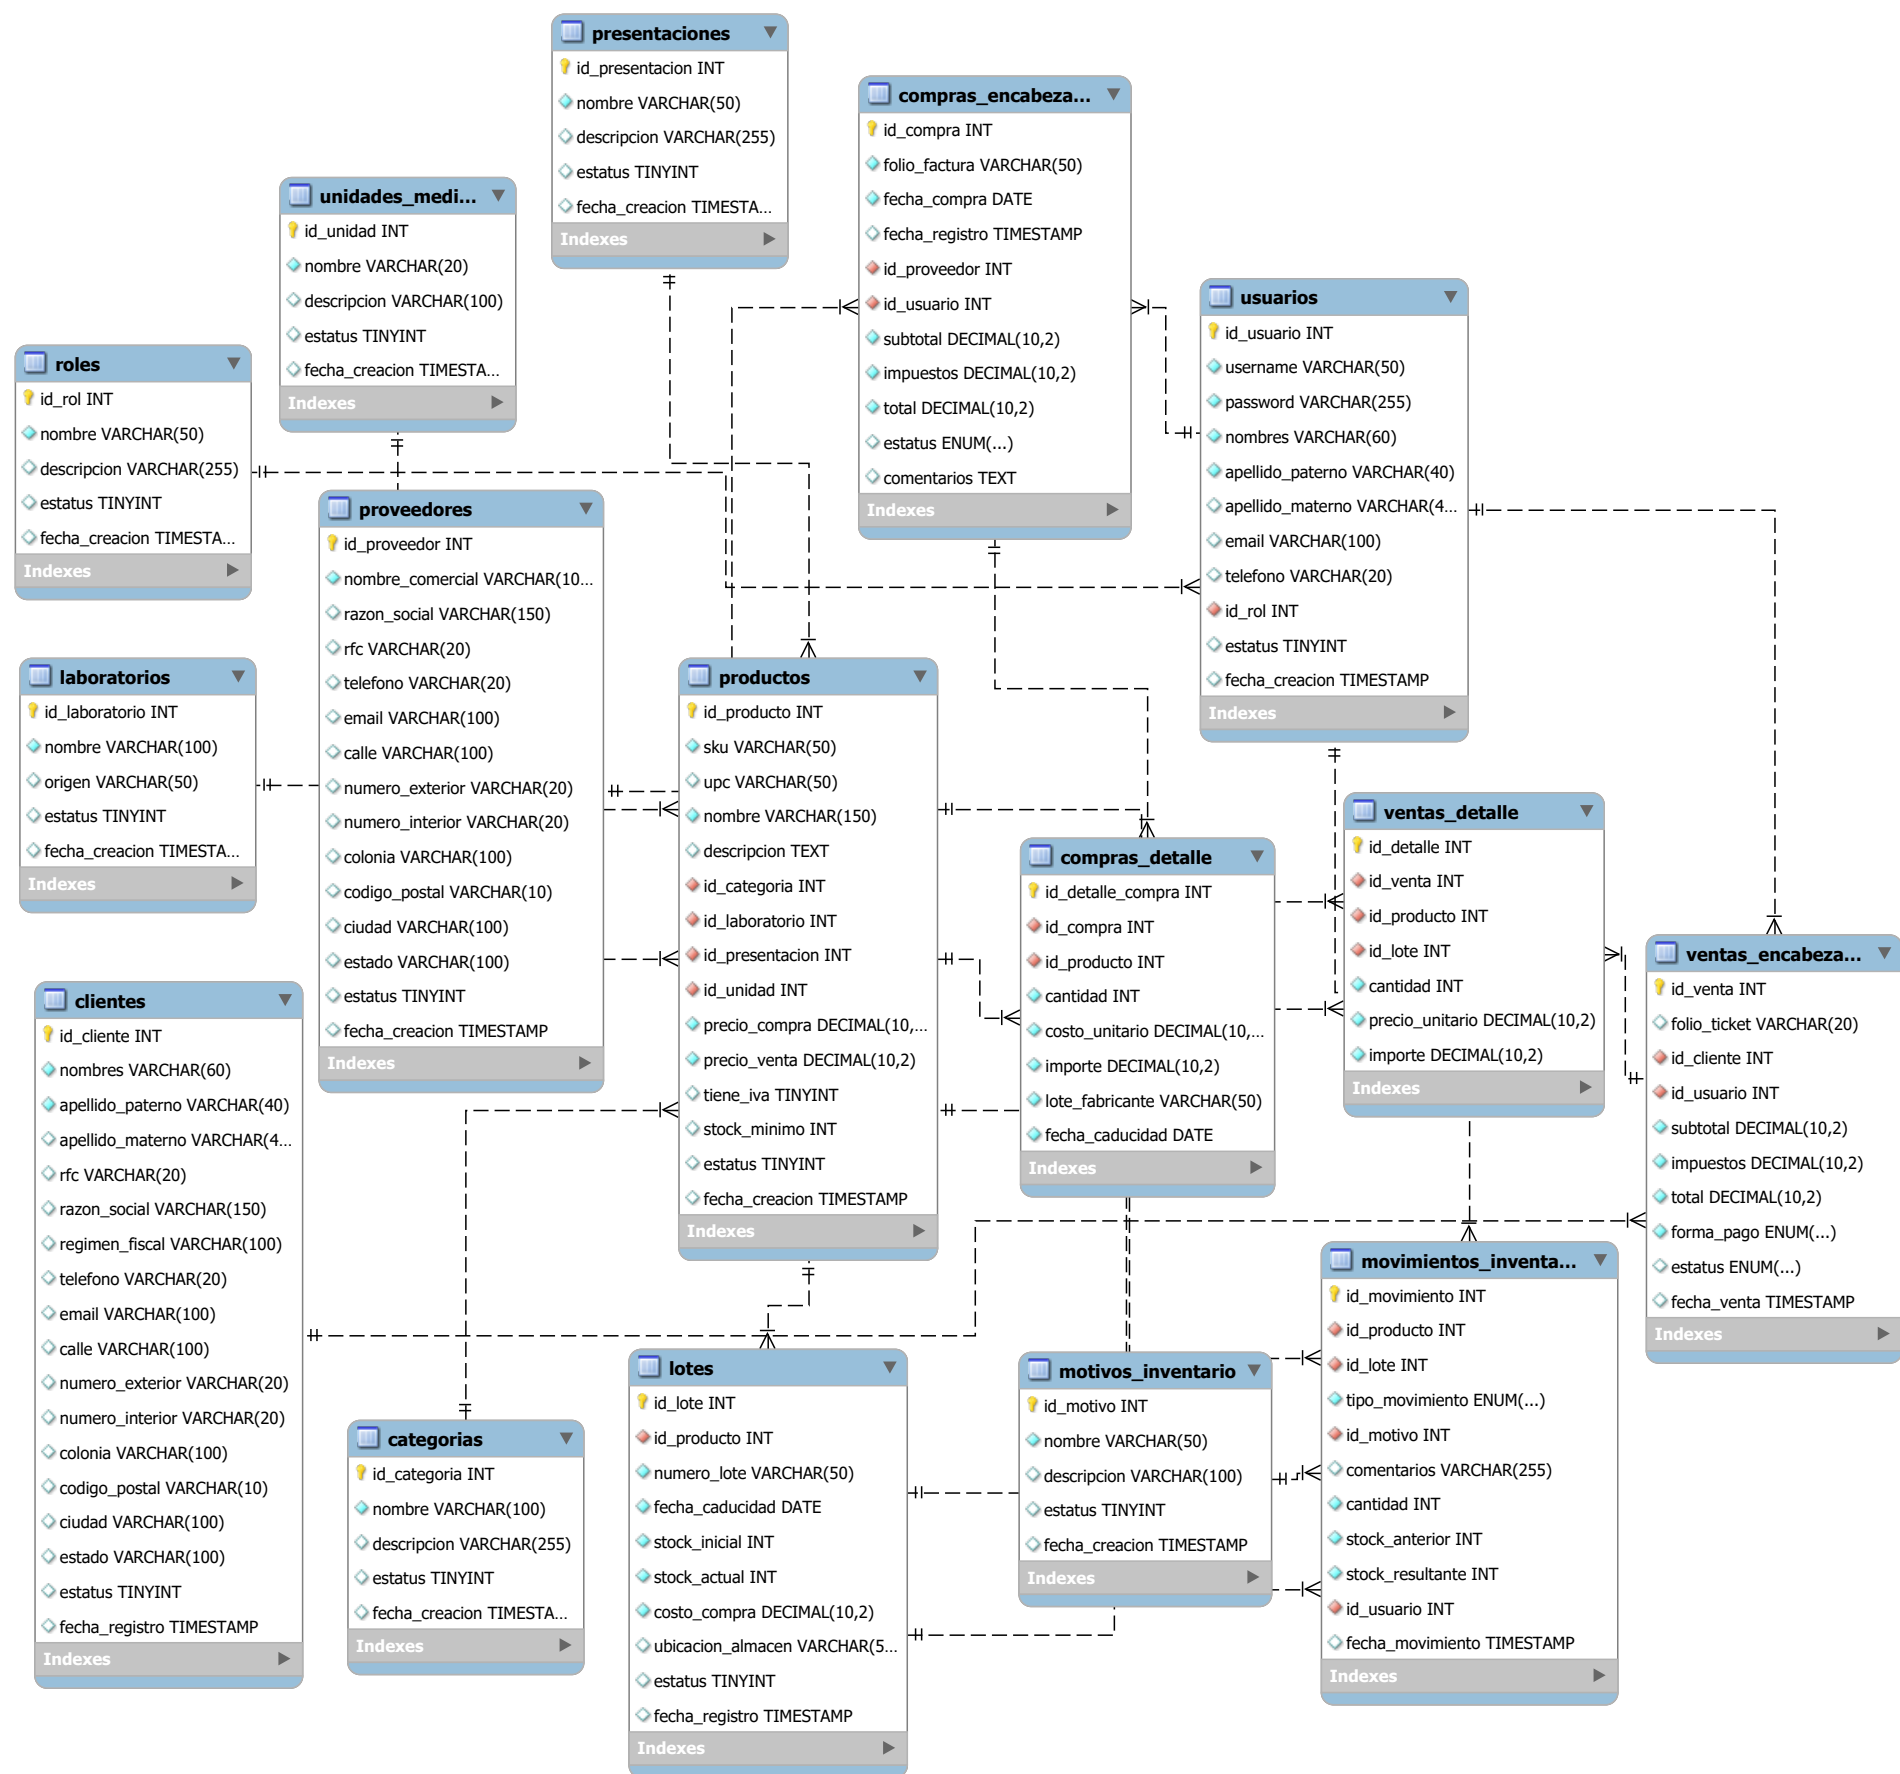 presentaciones
id_presentacion INT
nombre VARCHAR(50)
descripcion VARCHAR(255)
estatus TINYINT
fecha_creacion TIMESTA...
Indexes
compras_encabeza...
id_compra INT
folio_factura VARCHAR(50)
fecha_compra DATE
fecha_registro TIMESTAMP
id_proveedor INT
id_usuario INT
subtotal DECIMAL(10,2)
impuestos DECIMAL(10,2)
total DECIMAL(10,2)
estatus ENUM(...)
comentarios TEXT
Indexes
unidades_medi...
id_unidad INT
nombre VARCHAR(20)
descripcion VARCHAR(100)
estatus TINYINT
fecha_creacion TIMESTA...
Indexes
usuarios
id_usuario INT
username VARCHAR(50)
password VARCHAR(255)
nombres VARCHAR(60)
apellido_paterno VARCHAR(40)
apellido_materno VARCHAR(4...
email VARCHAR(100)
telefono VARCHAR(20)
id_rol INT
estatus TINYINT
fecha_creacion TIMESTAMP
Indexes
roles
id_rol INT
nombre VARCHAR(50)
descripcion VARCHAR(255)
estatus TINYINT
fecha_creacion TIMESTA...
Indexes
proveedores
id_proveedor INT
nombre_comercial VARCHAR(10...
razon_social VARCHAR(150)
rfc VARCHAR(20)
telefono VARCHAR(20)
email VARCHAR(100)
calle VARCHAR(100)
numero_exterior VARCHAR(20)
numero_interior VARCHAR(20)
colonia VARCHAR(100)
codigo_postal VARCHAR(10)
ciudad VARCHAR(100)
estado VARCHAR(100)
estatus TINYINT
fecha_creacion TIMESTAMP
Indexes
laboratorios
id_laboratorio INT
nombre VARCHAR(100)
origen VARCHAR(50)
estatus TINYINT
fecha_creacion TIMESTA...
Indexes
productos
id_producto INT
sku VARCHAR(50)
upc VARCHAR(50)
nombre VARCHAR(150)
descripcion TEXT
id_categoria INT
id_laboratorio INT
id_presentacion INT
id_unidad INT
precio_compra DECIMAL(10,...
precio_venta DECIMAL(10,2)
tiene_iva TINYINT
stock_minimo INT
estatus TINYINT
fecha_creacion TIMESTAMP
Indexes
compras_detalle
id_detalle_compra INT
id_compra INT
id_producto INT
cantidad INT
costo_unitario DECIMAL(10,...
importe DECIMAL(10,2)
lote_fabricante VARCHAR(50)
fecha_caducidad DATE
Indexes
ventas_detalle
id_detalle INT
id_venta INT
id_producto INT
id_lote INT
cantidad INT
precio_unitario DECIMAL(10,2)
importe DECIMAL(10,2)
Indexes
ventas_encabeza...
id_venta INT
folio_ticket VARCHAR(20)
id_cliente INT
id_usuario INT
subtotal DECIMAL(10,2)
impuestos DECIMAL(10,2)
total DECIMAL(10,2)
forma_pago ENUM(...)
estatus ENUM(...)
fecha_venta TIMESTAMP
Indexes
clientes
id_cliente INT
nombres VARCHAR(60)
apellido_paterno VARCHAR(40)
apellido_materno VARCHAR(4...
rfc VARCHAR(20)
razon_social VARCHAR(150)
regimen_fiscal VARCHAR(100)
telefono VARCHAR(20)
email VARCHAR(100)
calle VARCHAR(100)
numero_exterior VARCHAR(20)
numero_interior VARCHAR(20)
colonia VARCHAR(100)
codigo_postal VARCHAR(10)
ciudad VARCHAR(100)
estado VARCHAR(100)
estatus TINYINT
fecha_registro TIMESTAMP
Indexes
categorias
id_categoria INT
nombre VARCHAR(100)
descripcion VARCHAR(255)
estatus TINYINT
fecha_creacion TIMESTA...
Indexes
lotes
id_lote INT
id_producto INT
numero_lote VARCHAR(50)
fecha_caducidad DATE
stock_inicial INT
stock_actual INT
costo_compra DECIMAL(10,2)
ubicacion_almacen VARCHAR(5...
estatus TINYINT
fecha_registro TIMESTAMP
Indexes
motivos_inventario
id_motivo INT
nombre VARCHAR(50)
descripcion VARCHAR(100)
estatus TINYINT
fecha_creacion TIMESTAMP
Indexes
movimientos_inventa...
id_movimiento INT
id_producto INT
id_lote INT
tipo_movimiento ENUM(...)
id_motivo INT
comentarios VARCHAR(255)
cantidad INT
stock_anterior INT
stock_resultante INT
id_usuario INT
fecha_movimiento TIMESTAMP
Indexes